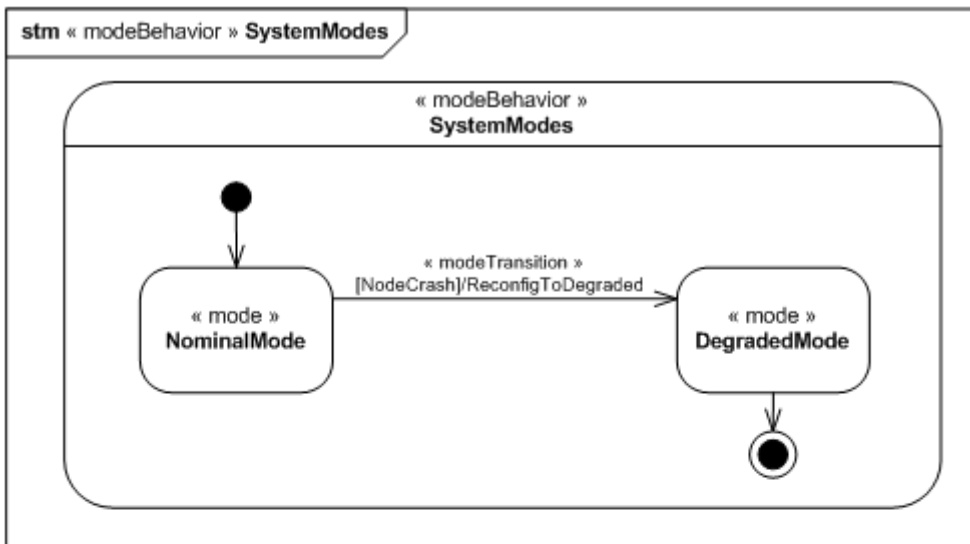 stm « modeBehavior » SystemModes
« modeBehavior »
SystemModes
« modeTransition »
[NodeCrash]/ReconfigToDegraded
« mode »
NominalMode
« mode »
DegradedMode